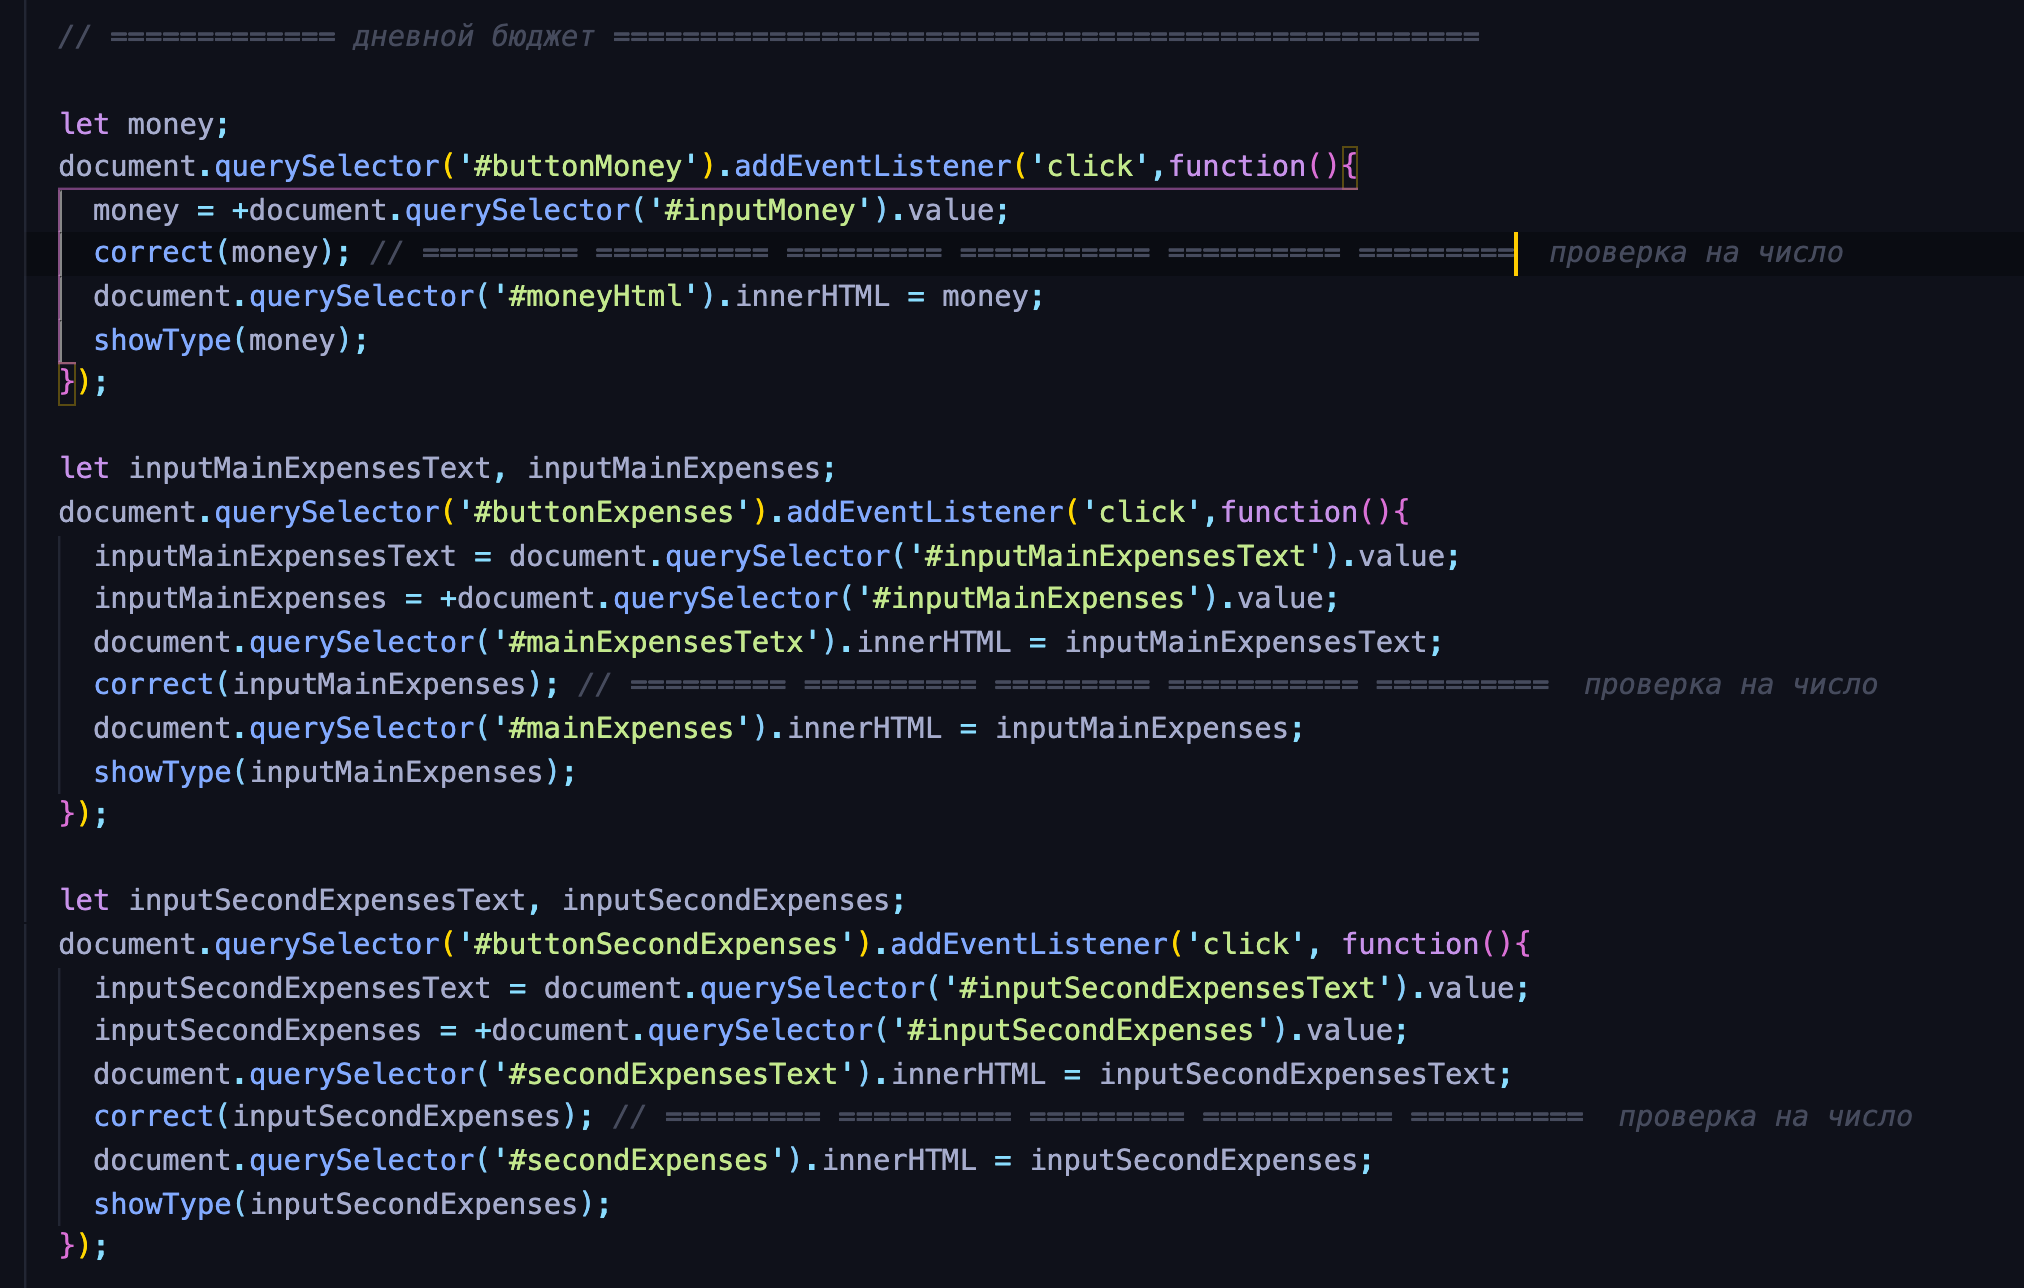 // ============= дневной бюджет ==================================================
let money;
document.querySelector('#buttonMoney').addEventListener('click',function(){
money = +document.querySelector('#inputMoney').value;
correct(money); // ========= ========== ========= =========== ========== ========= проверка на число
document.querySelector('#moneyHtml').innerHTML = money;
showType(money);
});
let inputMainExpensesText, inputMainExpenses;
document.querySelector('#buttonExpenses').addEventListener('click',function(){
inputMainExpensesText = document.querySelector('#inputMainExpensesText').value;
inputMainExpenses = +document.querySelector('#inputMainExpenses').value;
document.querySelector('#mainExpensesTetx').innerHTML = inputMainExpensesText;
correct(inputMainExpenses); // ========= ========== ========= =========== ========== проверка на число
document.querySelector('#mainExpenses').innerHTML = inputMainExpenses;
showType(inputMainExpenses);
});
let inputSecondExpensesText, inputSecondExpenses;
document.querySelector('#buttonSecondExpenses').addEventListener('click', function(){
inputSecondExpensesText = document.querySelector('#inputSecondExpensesText').value;
inputSecondExpenses = +document.querySelector('#inputSecondExpenses').value;
document.querySelector('#secondExpensesText').innerHTML = inputSecondExpensesText;
correct(inputSecondExpenses); // ========= ========== ========= =========== ========== проверка на число
document.querySelector('#secondExpenses').innerHTML = inputSecondExpenses;
showType(inputSecondExpenses);
});